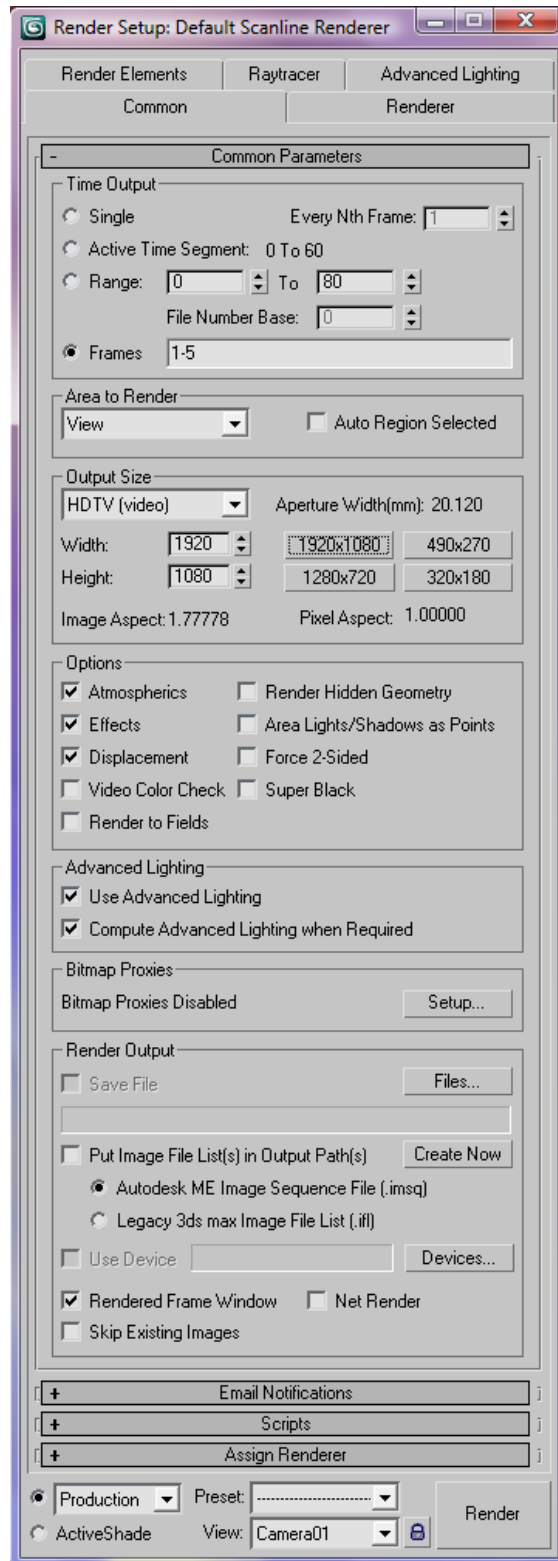 Render Setup: Default Scanline Renderer
Render Elements Raytracer Advanced Lighting
Common Renderer
- Common Parameters
Time Output
Single Every Nth Frame: 1
Active Time Segment: 0 To 60
Range: 0 To 80
File Number Base: 0
Frames 1-5
Area to Render
View Auto Region Selected
Output Size
HDTV (video) Aperture Width(mm): 20.120
Width: 1920 1920x1080 490x270
Height: 1080 1280x720 320x180
Image Aspect: 1.77778 Pixel Aspect: 1.00000
Options
Atmospherics Render Hidden Geometry
Effects Area Lights/Shadows as Points
Displacement Force 2-Sided
Video Color Check Super Black
Render to Fields
Advanced Lighting
Use Advanced Lighting
Compute Advanced Lighting when Required
Bitmap Proxies
Bitmap Proxies Disabled Setup...
Render Output
Save File Files...
Put Image File List(s) in Output Path(s) Create Now
Autodesk ME Image Sequence File (.imsq)
Legacy 3ds max Image File List (.ifl)
Use Device Devices...
Rendered Frame Window Net Render
Skip Existing Images
+ Email Notifications
+ Scripts
+ Assign Renderer
Production Preset: -----------------------
ActiveShade View: Camera01 Render